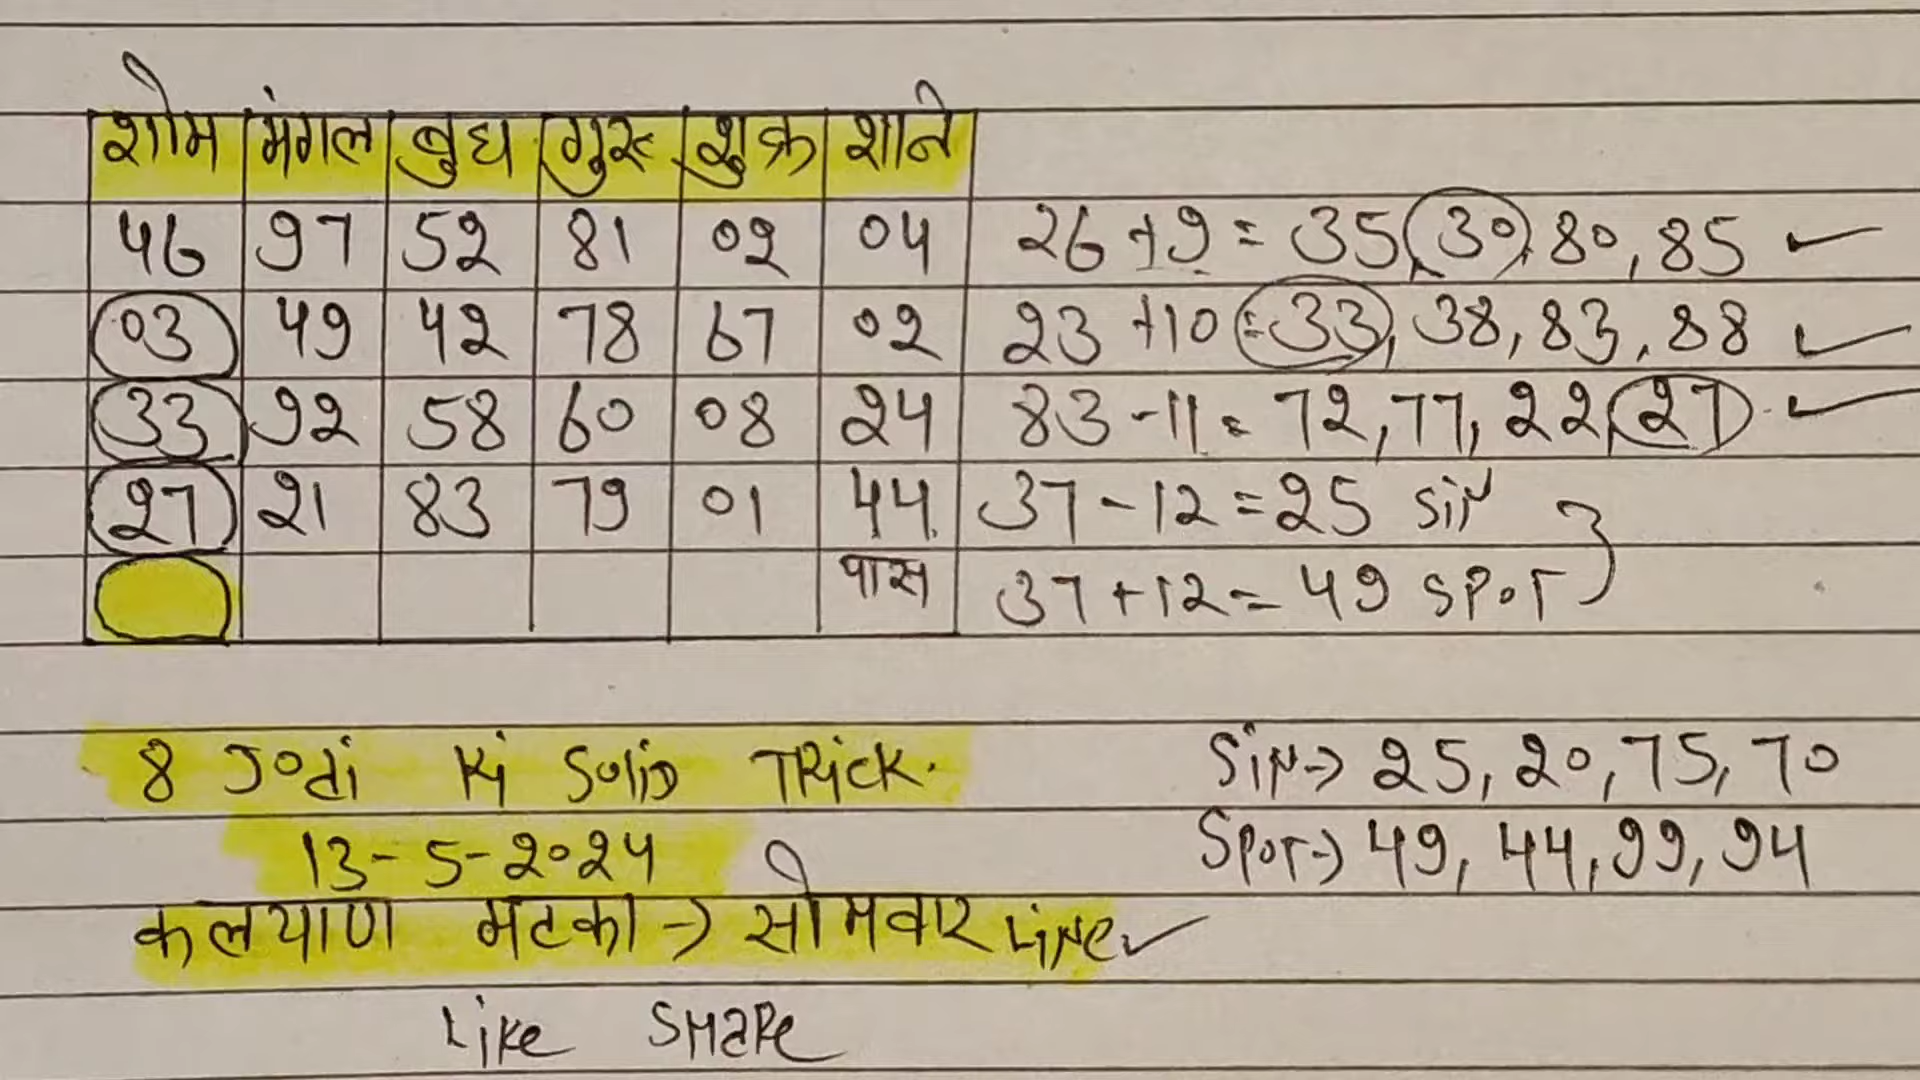 शोम मंगल बुध गुरु शुक्र शनि
46 97 52 81 02 04 26+9= 35, 30, 80, 85
03 49 42 78 67 02 23 +10 =33, 38, 83, 88
33 92 58 60 08 24 83 -11= 72, 77, 22, 27
27 21 83 79 01 44 37-12=25 Sin
पास 37+12=49 SPOT
8 Jodi Ki Solid TRICK. Sin→ 25, 20, 75, 70
13-5-2024 SPOT→ 49, 44, 99, 94
कलयाण मटका → सोमवार Line
Like SHARE